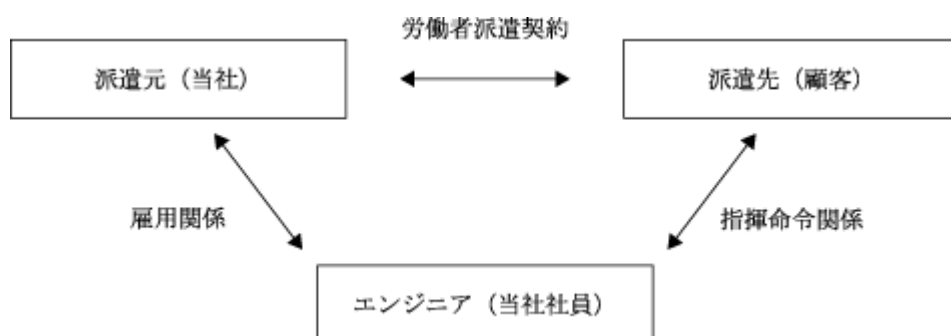 労働者派遣契約
派遣元（当社）
派遣先（顧客）
雇用関係
指揮命令関係
エンジニア（当社社員）